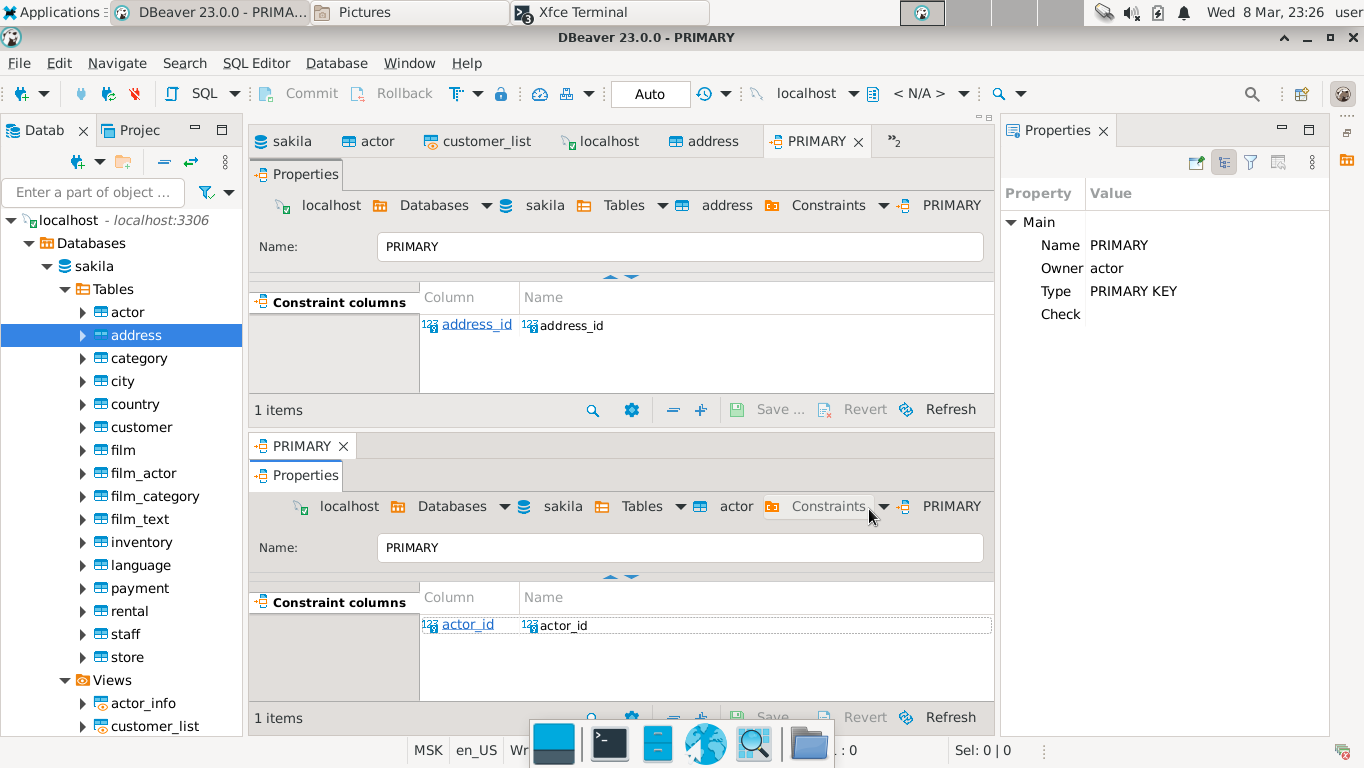 Applications DBeaver 23.0.0 - PRIMA... Pictures Xfce Terminal Wed 8 Mar, 23:26 user
3
DBeaver 23.0.0 - PRIMARY
File Edit Navigate Search SQL Editor Database Window Help
SQL Commit Rollback Auto localhost < N/A >
Datab Projec
Enter a part of object ...
localhost - localhost:3306
Databases
sakila
Tables
actor
address
category
city
country
customer
film
film_actor
film_category
film_text
inventory
language
payment
rental
staff
store
Views
actor_info
customer_list
sakila actor customer_list localhost address PRIMARY »2
Properties
localhost Databases sakila Tables address Constraints PRIMARY
Name: PRIMARY
Constraint columns
Column Name
123 address_id 123 address_id
1 items Save ... Revert Refresh
PRIMARY
Properties
localhost Databases sakila Tables actor Constraints PRIMARY
Name: PRIMARY
Constraint columns
Column Name
123 actor_id 123 actor_id
1 items Save Revert Refresh
Properties
Property Value
Main
Name PRIMARY
Owner actor
Type PRIMARY KEY
Check
MSK en_US Wr : 0 Sel: 0 | 0